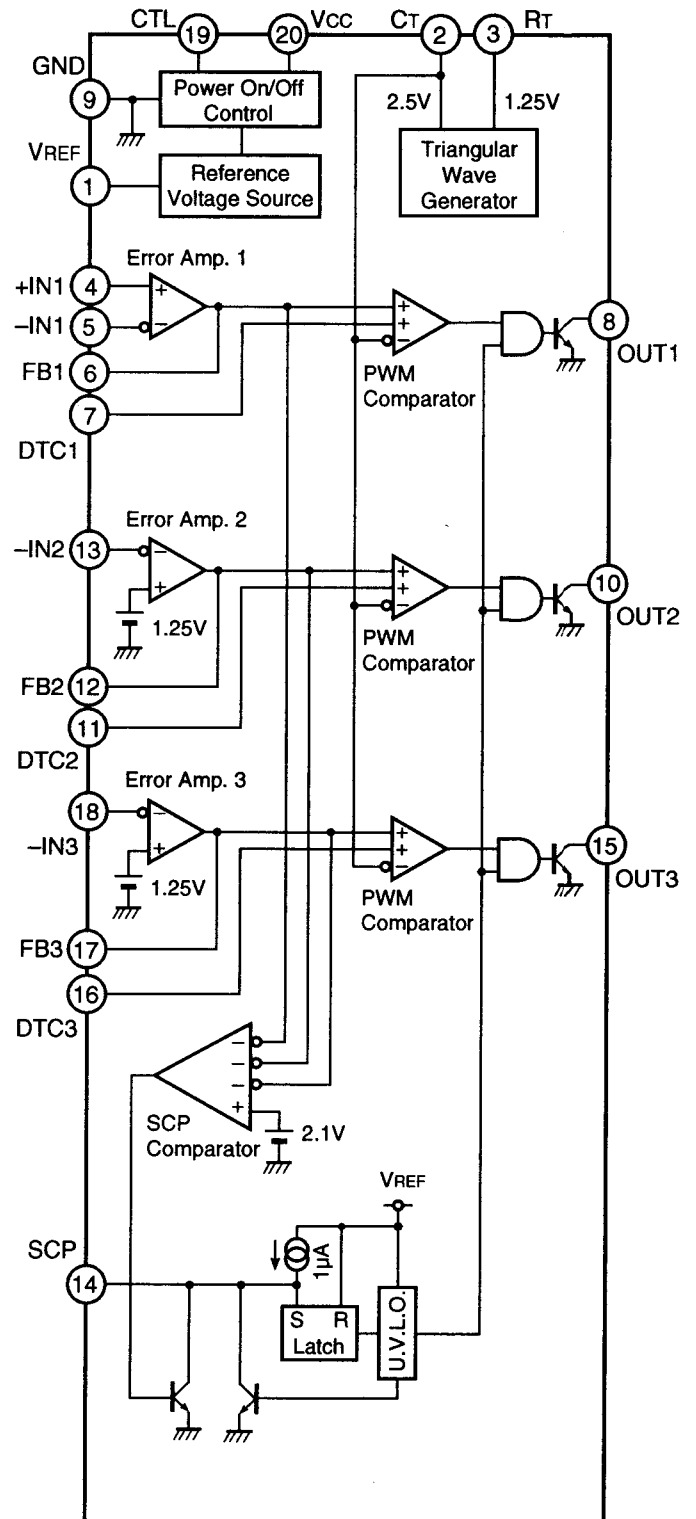 CTL
19
20
VCC
CT
2
3
RT
GND
9
Power On/Off
Control
2.5V
1.25V
VREF
1
Reference
Voltage Source
Triangular
Wave
Generator
Error Amp. 1
+IN1
4
+
–IN1
5
–
FB1
6
7
DTC1
+
+
–
PWM
Comparator
8
OUT1
Error Amp. 2
–IN2
13
–
+
1.25V
FB2
12
11
DTC2
+
+
–
PWM
Comparator
10
OUT2
Error Amp. 3
18
–IN3
–
+
1.25V
FB3
17
16
DTC3
+
+
–
PWM
Comparator
15
OUT3
–
–
–
+
SCP
Comparator
2.1V
VREF
SCP
14
1μA
S R
Latch
U.V.L.O.